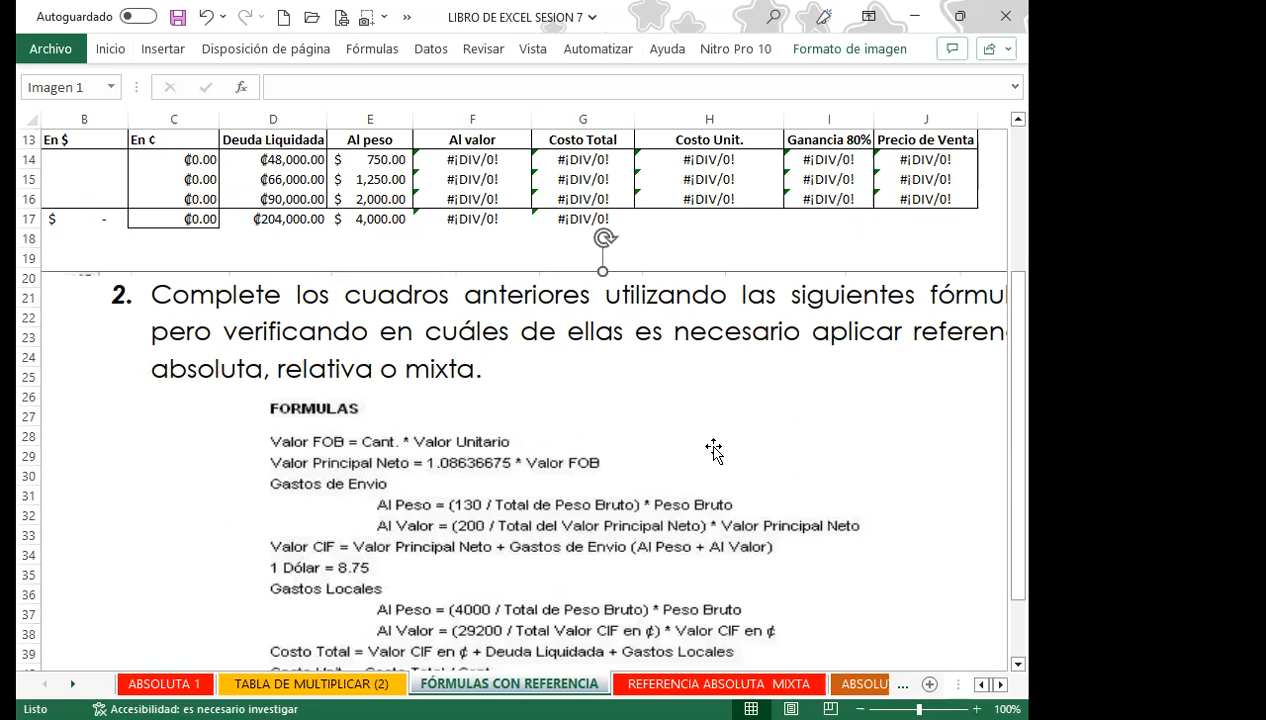 Autoguardado
LIBRO DE EXCEL SESION 7
Archivo Inicio Insertar Disposición de página Fórmulas Datos Revisar Vista Automatizar Ayuda Nitro Pro 10 Formato de imagen
Imagen 1 fx
B C D E F G H I J
13 En $ En ¢ Deuda Liquidada Al peso Al valor Costo Total Costo Unit. Ganancia 80% Precio de Venta
14 ₡0.00 ₡48,000.00 $ 750.00 #¡DIV/0! #¡DIV/0! #¡DIV/0! #¡DIV/0! #¡DIV/0!
15 ₡0.00 ₡66,000.00 $ 1,250.00 #¡DIV/0! #¡DIV/0! #¡DIV/0! #¡DIV/0! #¡DIV/0!
16 ₡0.00 ₡90,000.00 $ 2,000.00 #¡DIV/0! #¡DIV/0! #¡DIV/0! #¡DIV/0! #¡DIV/0!
17 $ - ₡0.00 ₡204,000.00 $ 4,000.00 #¡DIV/0! #¡DIV/0!
18
19
20
21
22
23
24
25
26
27
28
29
30
31
32
33
34
35
36
37
38
39
2. Complete los cuadros anteriores utilizando las siguientes fórmu
pero verificando en cuáles de ellas es necesario aplicar referen
absoluta, relativa o mixta.
FORMULAS
Valor FOB = Cant. * Valor Unitario
Valor Principal Neto = 1.08636675 * Valor FOB
Gastos de Envio
Al Peso = (130 / Total de Peso Bruto) * Peso Bruto
Al Valor = (200 / Total del Valor Principal Neto) * Valor Principal Neto
Valor CIF = Valor Principal Neto + Gastos de Envio (Al Peso + Al Valor)
1 Dólar = 8.75
Gastos Locales
Al Peso = (4000 / Total de Peso Bruto) * Peso Bruto
Al Valor = (29200 / Total Valor CIF en ¢) * Valor CIF en ¢
Costo Total = Valor CIF en ¢ + Deuda Liquidada + Gastos Locales
ABSOLUTA 1 TABLA DE MULTIPLICAR (2) FÓRMULAS CON REFERENCIA REFERENCIA ABSOLUTA MIXTA ABSOLU ...
Listo Accesibilidad: es necesario investigar 100%